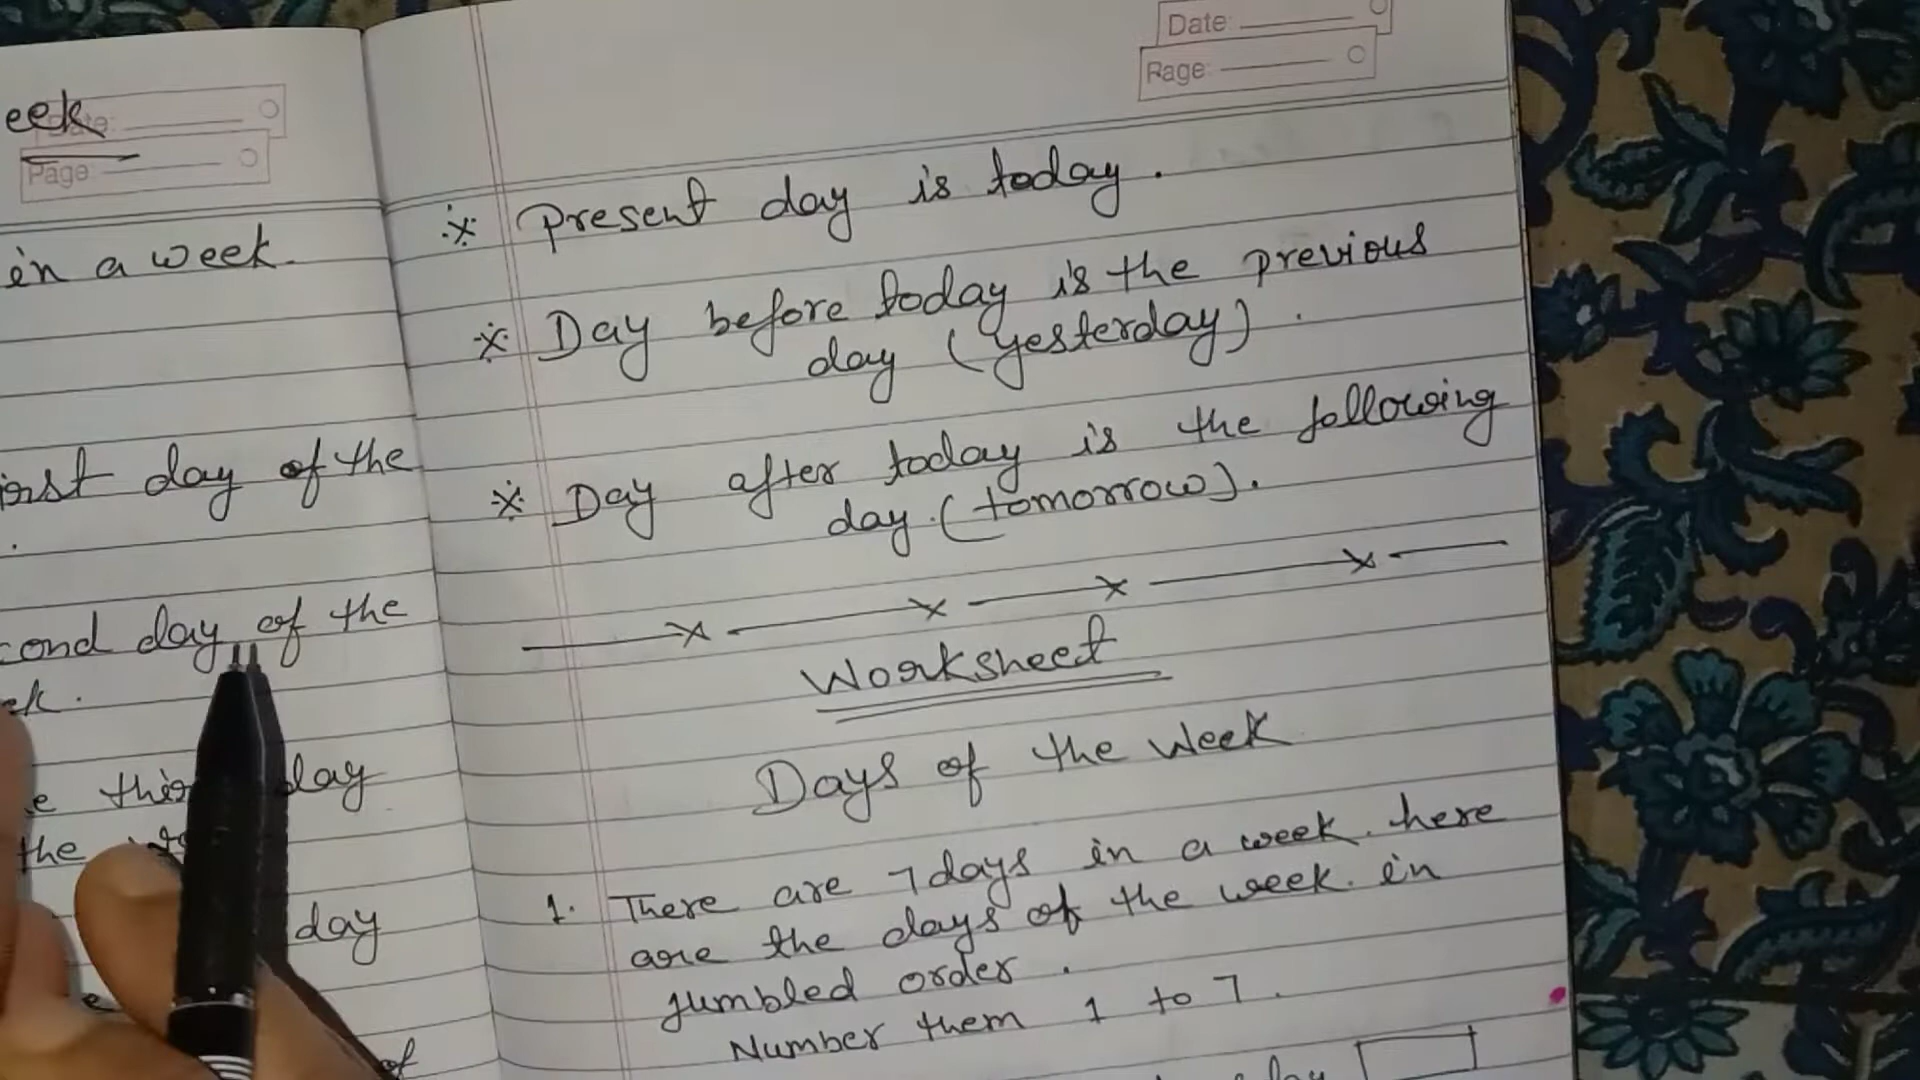 eek
Date:
Page
in a week.
day of the
.
day of the
day
the
day
of
Date:
Page:
Present day is today.
Day before today is the previous
day (yesterday).
Day after today is the following
day. (tomorrow).
Worksheet
Days of the Week
1. There are 7 days in a week. here
are the days of the week. in
jumbled order.
Number them 1 to 7.